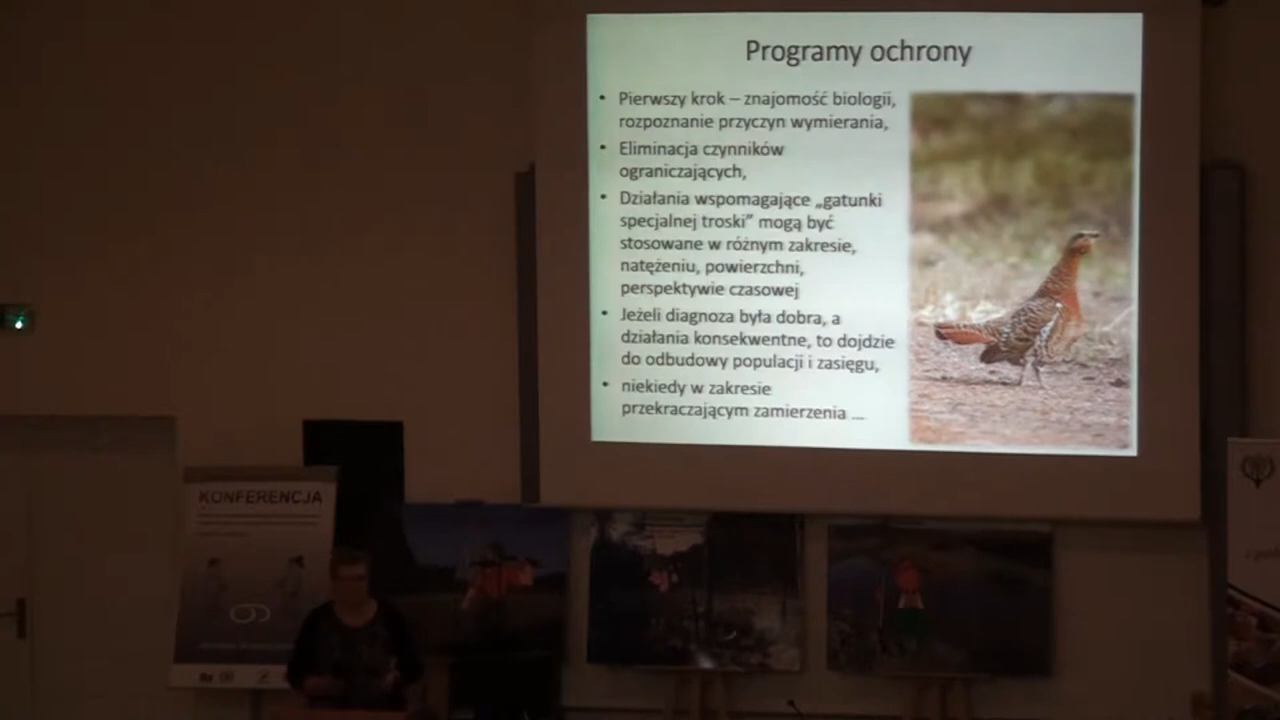 Programy ochrony
• Pierwszy krok – znajomość biologii,
rozpoznanie przyczyn wymierania,
• Eliminacja czynników
ograniczających,
• Działania wspomagające „gatunki
specjalnej troski” mogą być
stosowane w różnym zakresie,
natężeniu, powierzchni,
perspektywie czasowej
• Jeżeli diagnoza była dobra, a
działania konsekwentne, to dojdzie
do odbudowy populacji i zasięgu,
• niekiedy w zakresie
przekraczającym zamierzenia ...
KONFERENCJA